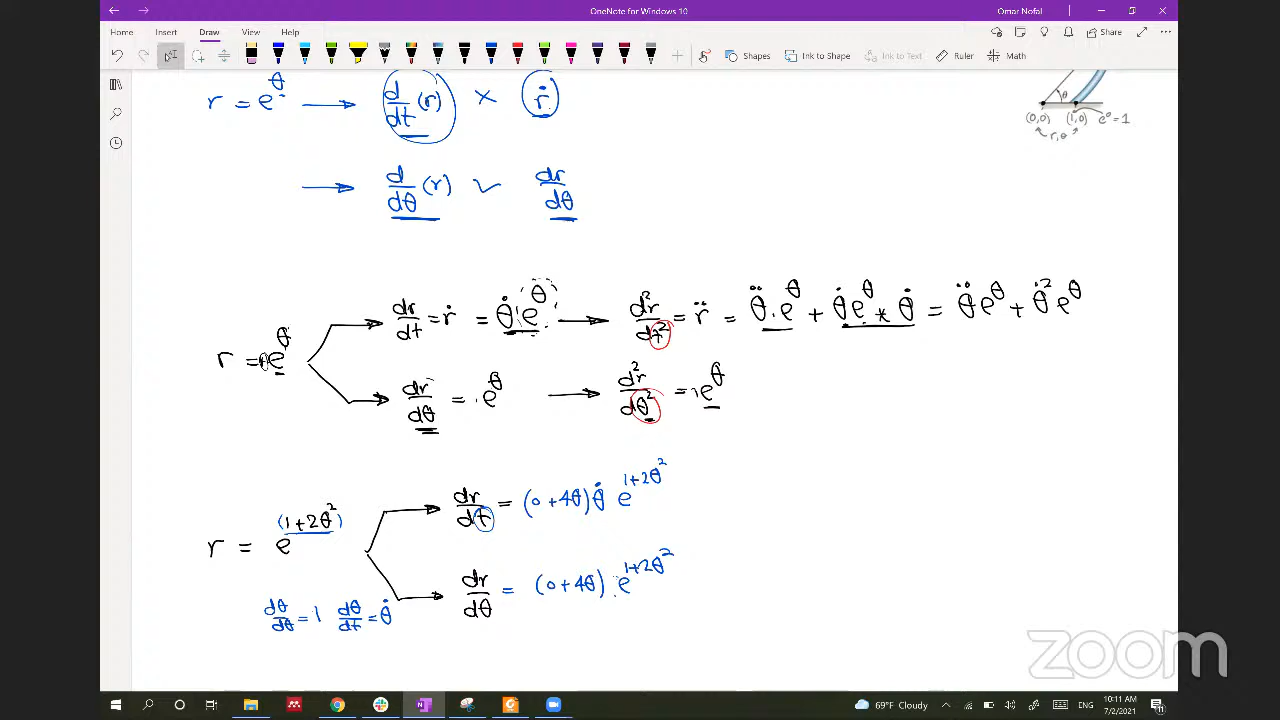 OneNote for Windows 10
Omar Nofal
Home Insert Draw View Help
Share
Shapes Ink to Shape Ink to Text Ruler Math
r = e^θ → d/dt (r) × ṙ
θ
(0,0) (1,0) e⁰ = 1
r, θ
→ d/dθ (r) ✓ dr/dθ
dr/dt = ṙ = θ̇ · e^θ → d²r/dt² = r̈ = θ̈ · e^θ + θ̇ e^θ * θ̇ = θ̈ e^θ + θ̇² e^θ
r = e^θ
dr/dθ = · e^θ → d²r/dθ² = · e^θ
dr/dt = (0 + 4θ) θ̇ e^1+2θ²
r = e^(1+2θ²)
dr/dθ = (0 + 4θ) · e^1+2θ²
dθ/dθ = 1 dθ/dt = θ̇
zoom
69°F Cloudy
ENG
10:11 AM
7/2/2021